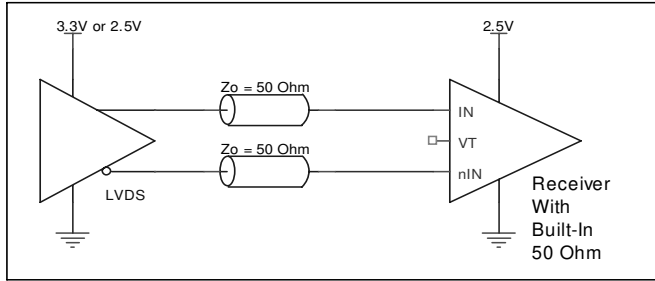 3.3V or 2.5V
2.5V
Zo = 50 Ohm
IN
VT
Zo = 50 Ohm
nIN
LVDS
Receiver
With
Built-In
50 Ohm